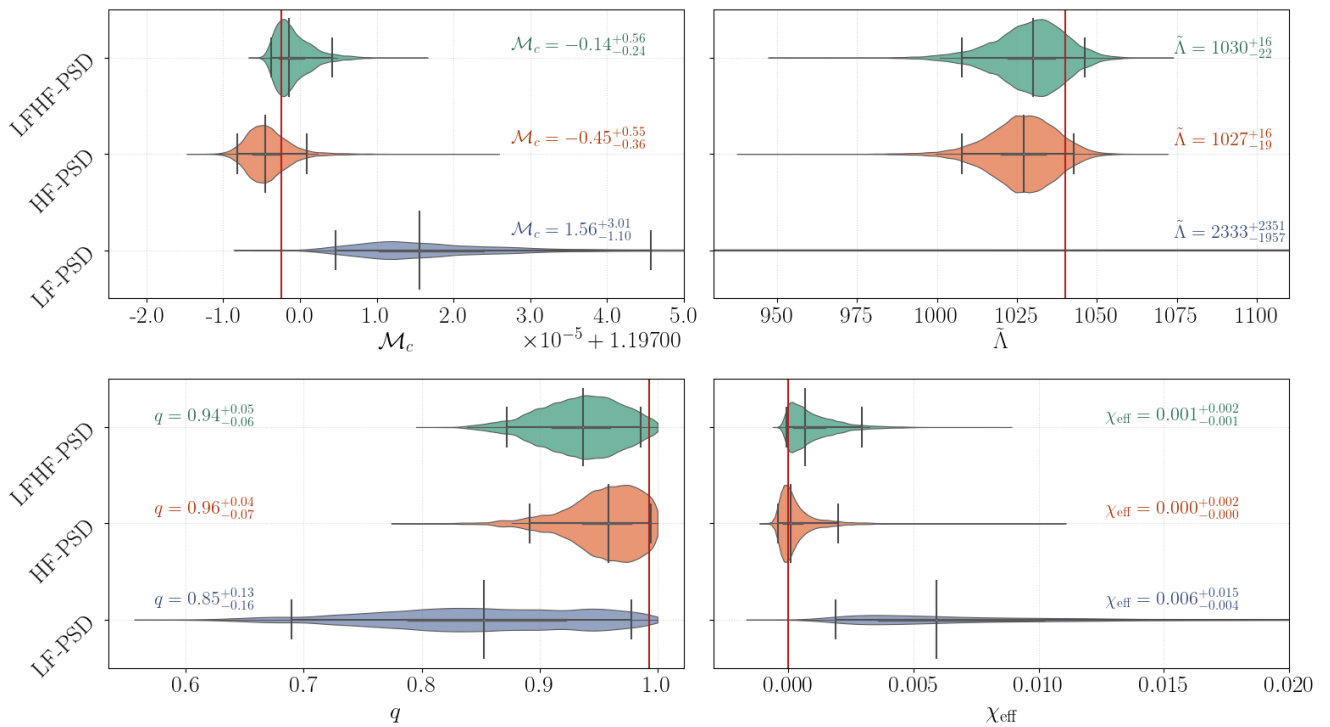 LFHF-PSD
HF-PSD
LF-PSD
$\mathcal{M}_c = -0.14^{+0.56}_{-0.24}$
$\mathcal{M}_c = -0.45^{+0.55}_{-0.36}$
$\mathcal{M}_c = 1.56^{+3.01}_{-1.10}$
-2.0 -1.0 0.0 1.0 2.0 3.0 4.0 5.0
$\mathcal{M}_c$
$\times10^{-5} + 1.19700$
$\tilde{\Lambda} = 1030^{+16}_{-22}$
$\tilde{\Lambda} = 1027^{+16}_{-19}$
$\tilde{\Lambda} = 2333^{+2351}_{-1957}$
950 975 1000 1025 1050 1075 1100
$\tilde{\Lambda}$
LFHF-PSD
HF-PSD
LF-PSD
$q = 0.94^{+0.05}_{-0.06}$
$q = 0.96^{+0.04}_{-0.07}$
$q = 0.85^{+0.13}_{-0.16}$
0.6 0.7 0.8 0.9 1.0
$q$
$\chi_{\mathrm{eff}} = 0.001^{+0.002}_{-0.001}$
$\chi_{\mathrm{eff}} = 0.000^{+0.002}_{-0.000}$
$\chi_{\mathrm{eff}} = 0.006^{+0.015}_{-0.004}$
0.000 0.005 0.010 0.015 0.020
$\chi_{\mathrm{eff}}$